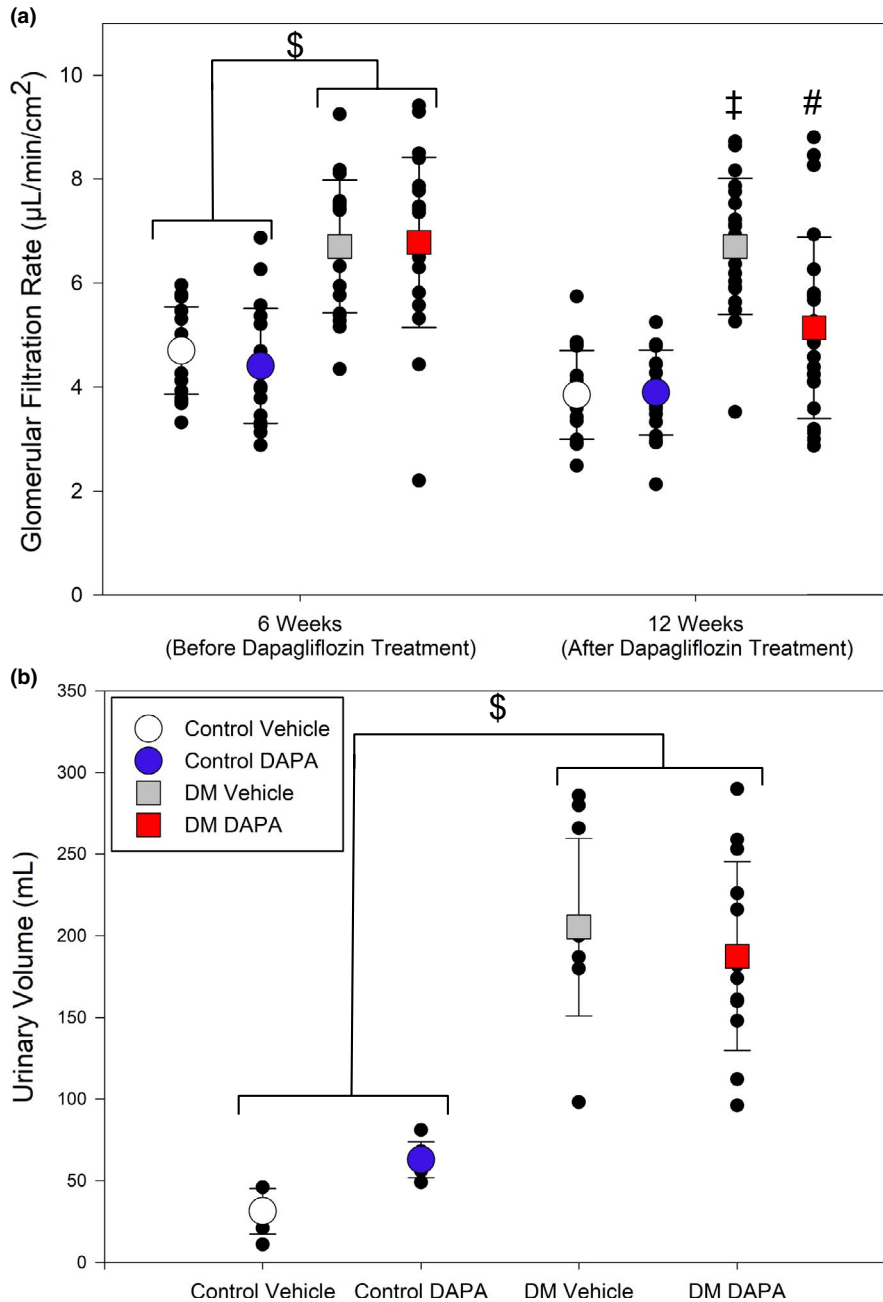 (a)
Glomerular Filtration Rate (µL/min/cm²)
10
8
6
4
2
0
$
‡
#
6 Weeks
(Before Dapagliflozin Treatment)
12 Weeks
(After Dapagliflozin Treatment)
(b)
Urinary Volume (mL)
350
300
250
200
150
100
50
0
$
Control Vehicle
Control DAPA
DM Vehicle
DM DAPA
Control Vehicle
Control DAPA
DM Vehicle
DM DAPA